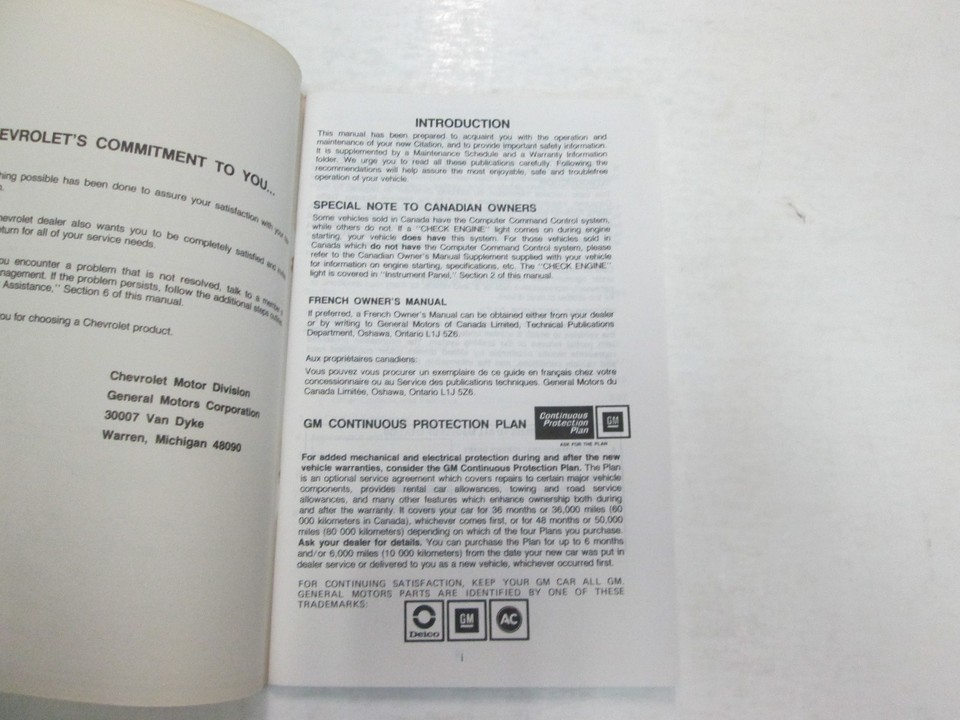 EVROLET'S COMMITMENT TO YOU...
hing possible has been done to assure your satisfaction with
hevrolet dealer also wants you to be completely satisfied and
turn for all of your service needs.
ou encounter a problem that is not resolved, talk to a member
nagement. If the problem persists, follow the additional steps
Assistance," Section 6 of this manual.
ou for choosing a Chevrolet product.
Chevrolet Motor Division
General Motors Corporation
30007 Van Dyke
Warren, Michigan 48090
INTRODUCTION
This manual has been prepared to acquaint you with the operation and
maintenance of your new Citation, and to provide important safety information.
It is supplemented by a Maintenance Schedule and a Warranty Information
folder. We urge you to read all these publications carefully. Following the
recommendations will help assure the most enjoyable, safe and troublefree
operation of your vehicle.
SPECIAL NOTE TO CANADIAN OWNERS
Some vehicles sold in Canada have the Computer Command Control system,
while others do not. If a "CHECK ENGINE" light comes on during engine
starting, your vehicle does have this system. For those vehicles sold in
Canada which do not have the Computer Command Control system, please
refer to the Canadian Owner's Manual Supplement supplied with your vehicle
for information on engine starting, specifications, etc. The "CHECK ENGINE"
light is covered in "Instrument Panel," Section 2 of this manual.
FRENCH OWNER'S MANUAL
If preferred, a French Owner's Manual can be obtained either from your dealer
or by writing to General Motors of Canada Limited, Technical Publications
Department, Oshawa, Ontario L1J 5Z6.
Aux propriétaires canadiens:
Vous pouvez vous procurer un exemplaire de ce guide en français chez votre
concessionnaire ou au Service des publications techniques. General Motors du
Canada Limitée, Oshawa, Ontario L1J 5Z6.
GM CONTINUOUS PROTECTION PLAN
Continuous
Protection
Plan
GM
ASK FOR THE PLAN
For added mechanical and electrical protection during and after the new
vehicle warranties, consider the GM Continuous Protection Plan. The Plan
is an optional service agreement which covers repairs to certain major vehicle
components, provides rental car allowances, towing and road service
allowances, and many other features which enhance ownership both during
and after the warranty. It covers your car for 36 months or 36,000 miles (60
000 kilometers in Canada), whichever comes first, or for 48 months or 50,000
miles (80 000 kilometers) depending on which of the four Plans you purchase.
Ask your dealer for details. You can purchase the Plan for up to 6 months
and/or 6,000 miles (10 000 kilometers) from the date your new car was put in
dealer service or delivered to you as a new vehicle, whichever occurred first.
FOR CONTINUING SATISFACTION, KEEP YOUR GM CAR ALL GM.
GENERAL MOTORS PARTS ARE IDENTIFIED BY ONE OF THESE
TRADEMARKS:
Delco
GM
AC
i